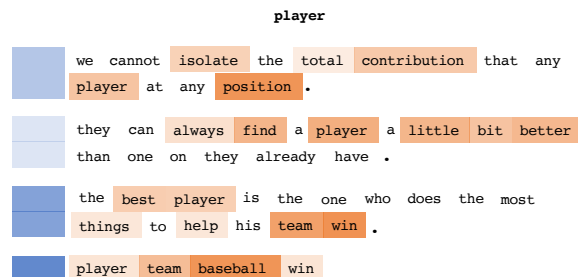 player
we cannot isolate the total contribution that any
player at any position .
they can always find a player a little bit better
than one on they already have .
the best player is the one who does the most
things to help his team win .
player team baseball win